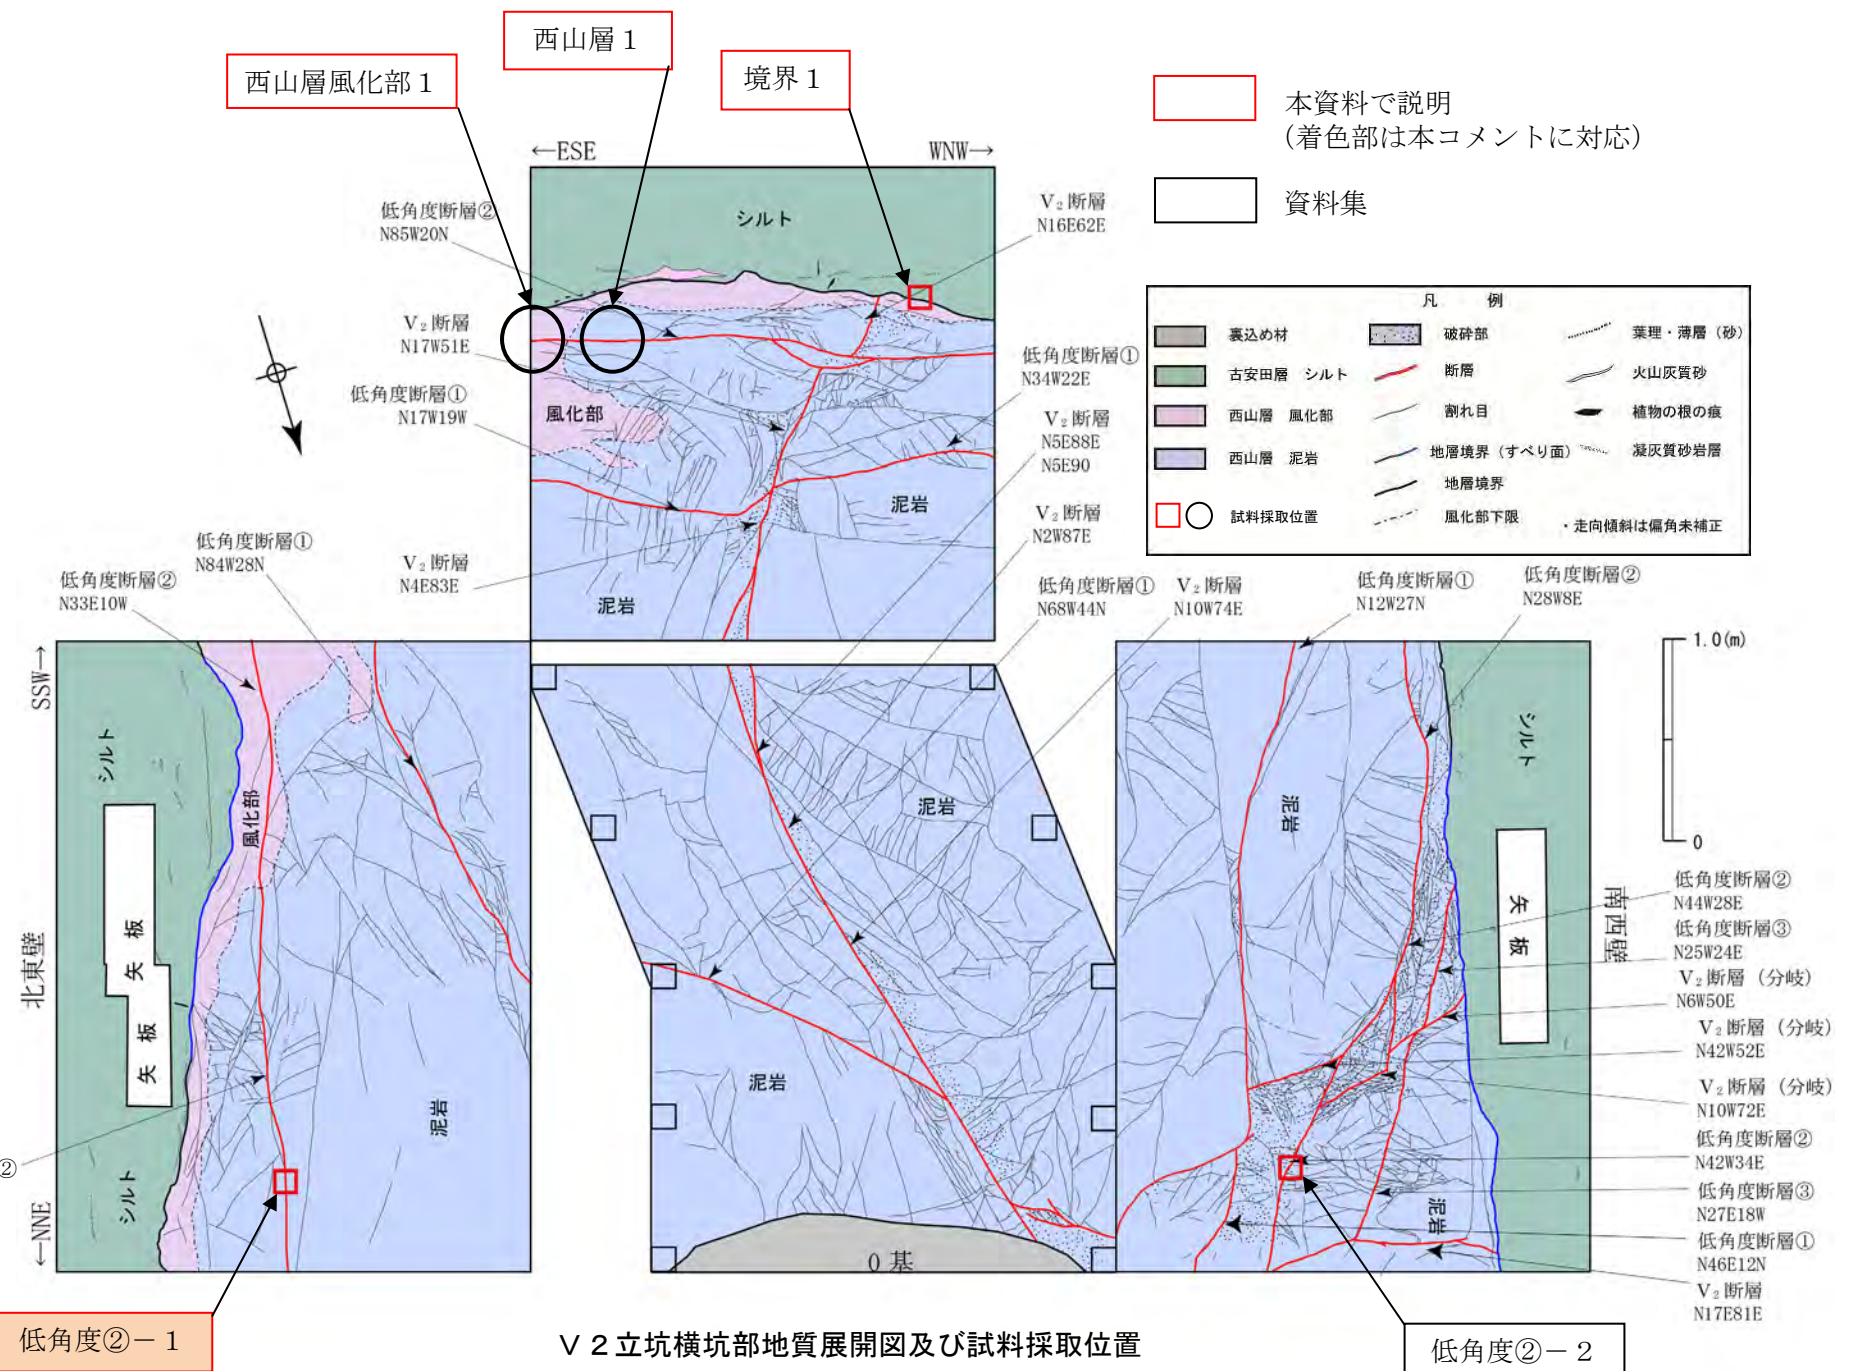 西山層１
西山層風化部１
境界１
本資料で説明
（着色部は本コメントに対応）
資料集
←ESE
WNW→
低角度断層②
N85W20N
シルト
V₂断層
N16E62E
V₂断層
N17W51E
低角度断層①
N17W19W
風化部
低角度断層①
N34W22E
V₂断層
N5E88E
N5E90
泥岩
V₂断層
N2W87E
V₂断層
N4E83E
泥岩
凡　例
裏込め材
古安田層　シルト
西山層　風化部
西山層　泥岩
試料採取位置
破砕部
断層
割れ目
地層境界（すべり面）
地層境界
風化部下限
葉理・薄層（砂）
火山灰質砂
植物の根の痕
凝灰質砂岩層
・走向傾斜は偏角未補正
低角度断層①
N84W28N
低角度断層②
N33E10W
低角度断層①
N68W44N
V₂断層
N10W74E
低角度断層①
N12W27N
低角度断層②
N28W8E
1.0(m)
0
SSW→
シルト
風化部
矢板
矢板
北東壁
泥岩
②
シルト
←NNE
泥岩
泥岩
0基
泥岩
シルト
矢板
南西壁
泥岩
低角度断層②
N44W28E
低角度断層③
N25W24E
V₂断層（分岐）
N6W50E
V₂断層（分岐）
N42W52E
V₂断層（分岐）
N10W72E
低角度断層②
N42W34E
低角度断層③
N27E18W
低角度断層①
N46E12N
V₂断層
N17E81E
低角度②－１
V２立坑横坑部地質展開図及び試料採取位置
低角度②－２